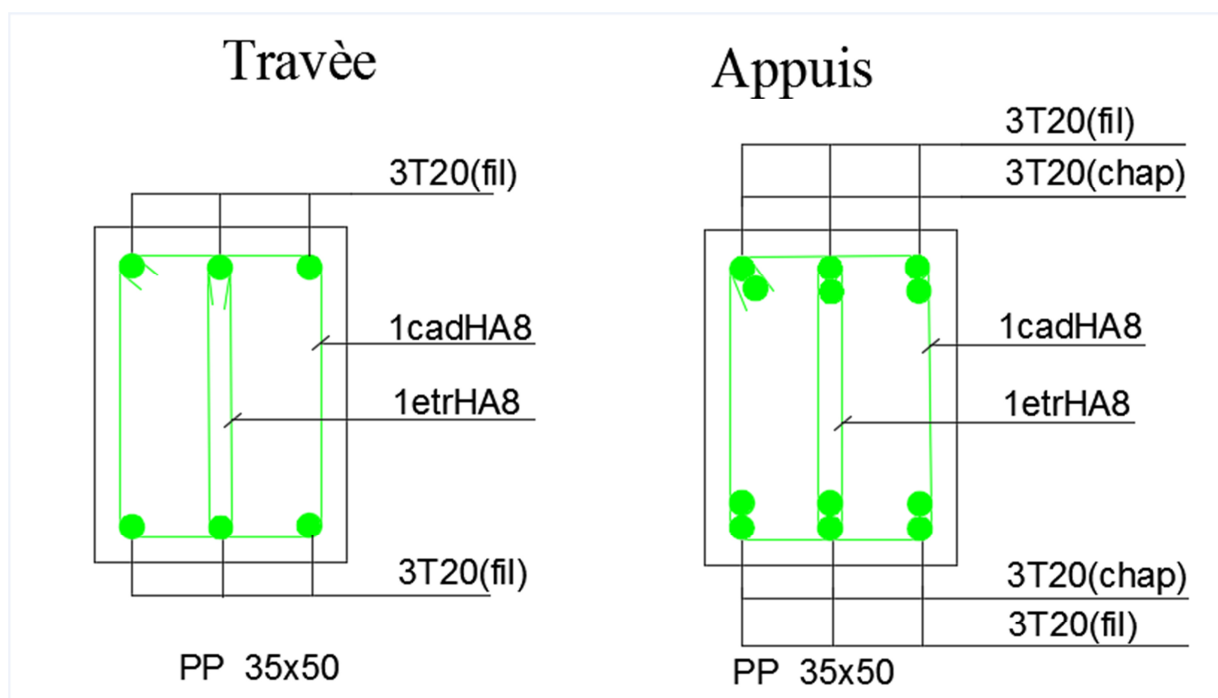 Travèe
3T20(fil)
1cadHA8
1etrHA8
3T20(fil)
PP 35x50
Appuis
3T20(fil)
3T20(chap)
1cadHA8
1etrHA8
3T20(chap)
3T20(fil)
PP 35x50